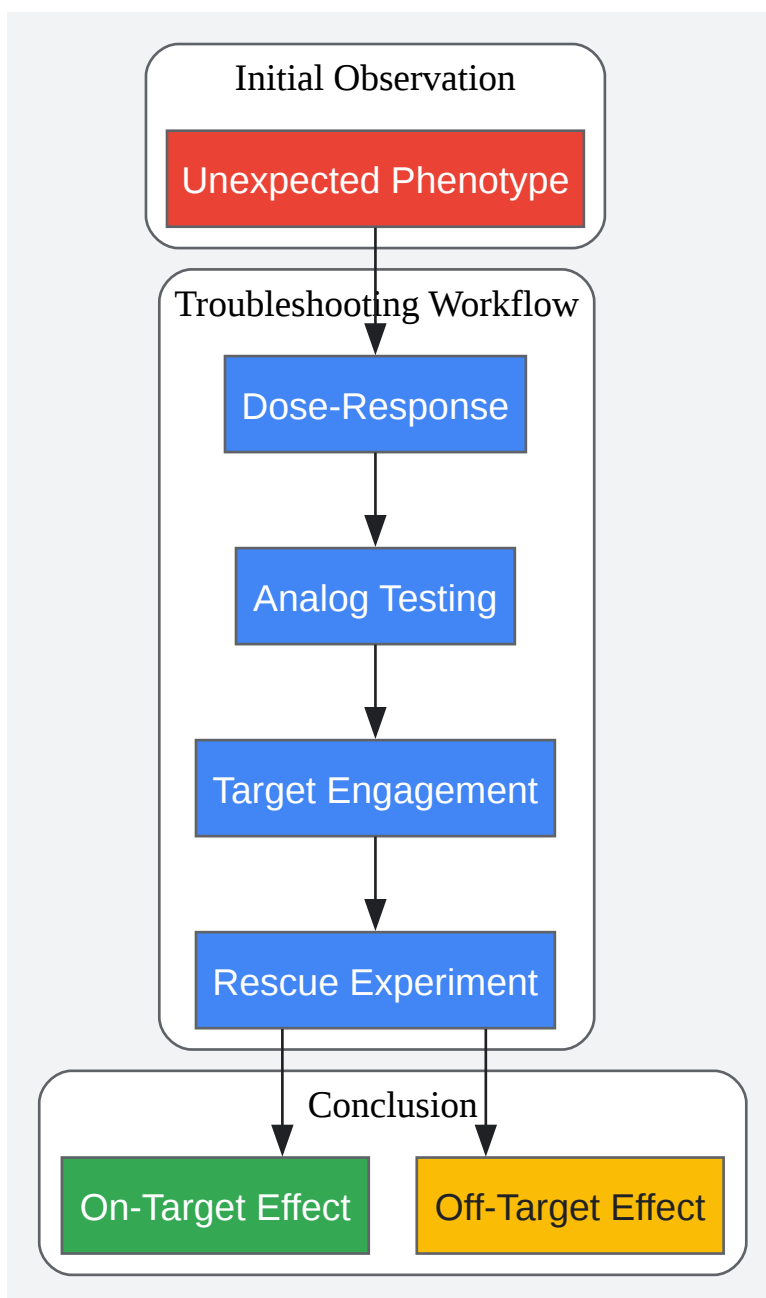 Initial Observation
Unexpected Phenotype
Troubleshooting Workflow
Dose-Response
Analog Testing
Target Engagement
Rescue Experiment
Conclusion
On-Target Effect
Off-Target Effect